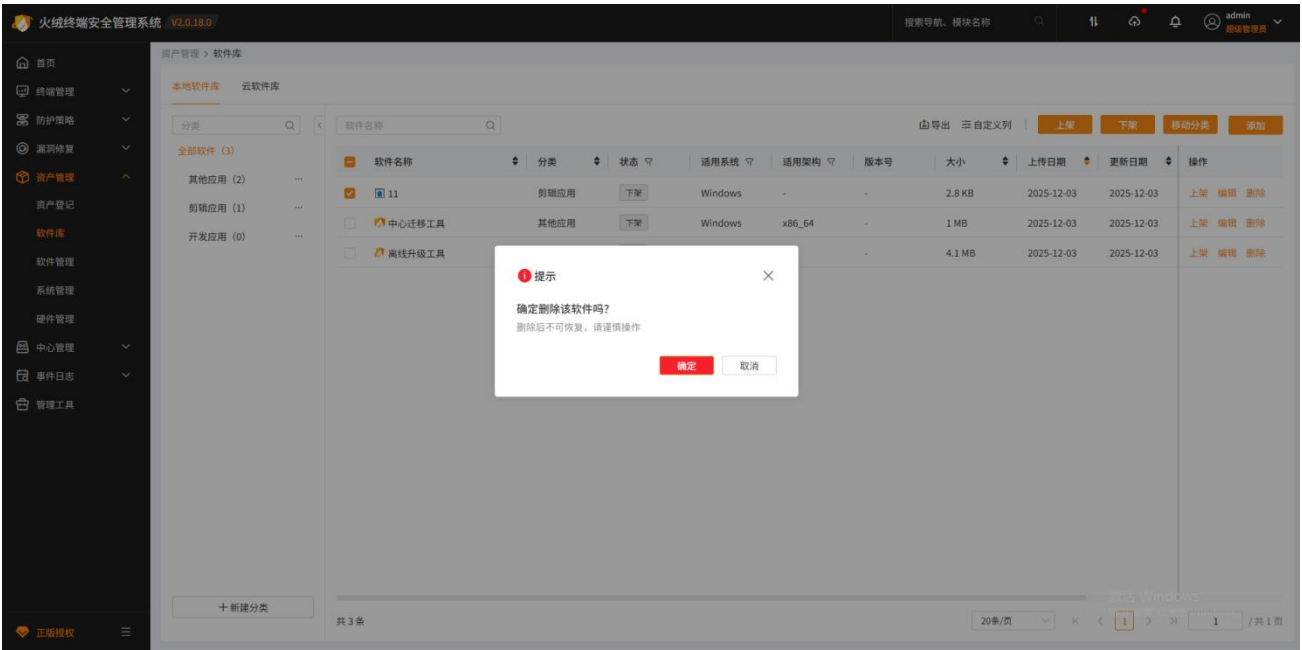 火绒终端安全管理系统 V2.0.18.0 搜索导航、模块名称 admin
超级管理员
资产管理 > 软件库
首页
终端管理
防护策略
漏洞修复
资产管理
资产登记
软件库
软件管理
系统管理
硬件管理
中心管理
事件日志
管理工具
正版授权
本地软件库 云软件库
分类
全部软件 (3)
其他应用 (2)
剪辑应用 (1)
开发应用 (0)
新建分类
软件名称 导出 自定义列 上架 下架 移动分类 添加
软件名称 分类 状态 适用系统 适用架构 版本号 大小 上传日期 更新日期 操作
11 剪辑应用 下架 Windows - - 2.8 KB 2025-12-03 2025-12-03 上架 编辑 删除
中心迁移工具 其他应用 下架 Windows x86_64 - 1 MB 2025-12-03 2025-12-03 上架 编辑 删除
离线升级工具 - 4.1 MB 2025-12-03 2025-12-03 上架 编辑 删除
提示
确定删除该软件吗?
删除后不可恢复，请谨慎操作
确定 取消
激活 Windows
共 3 条 20条/页 1 1 / 共 1 页